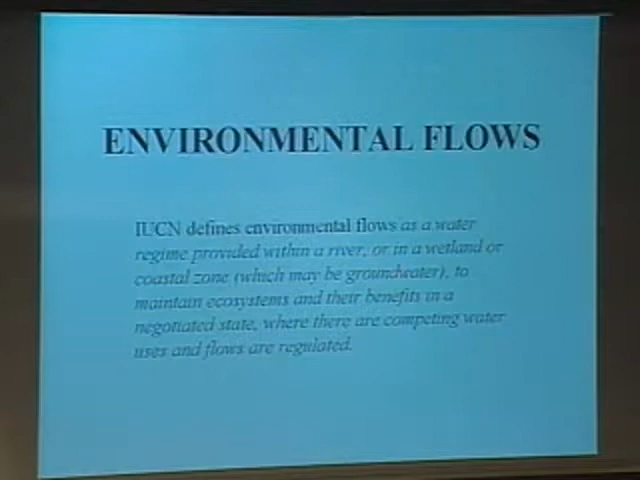 ENVIRONMENTAL FLOWS
IUCN defines environmental flows as a water
regime provided within a river, or in a wetland or
coastal zone (which may be groundwater), to
maintain ecosystems and their benefits in a
negotiated state, where there are competing water
uses and flows are regulated.